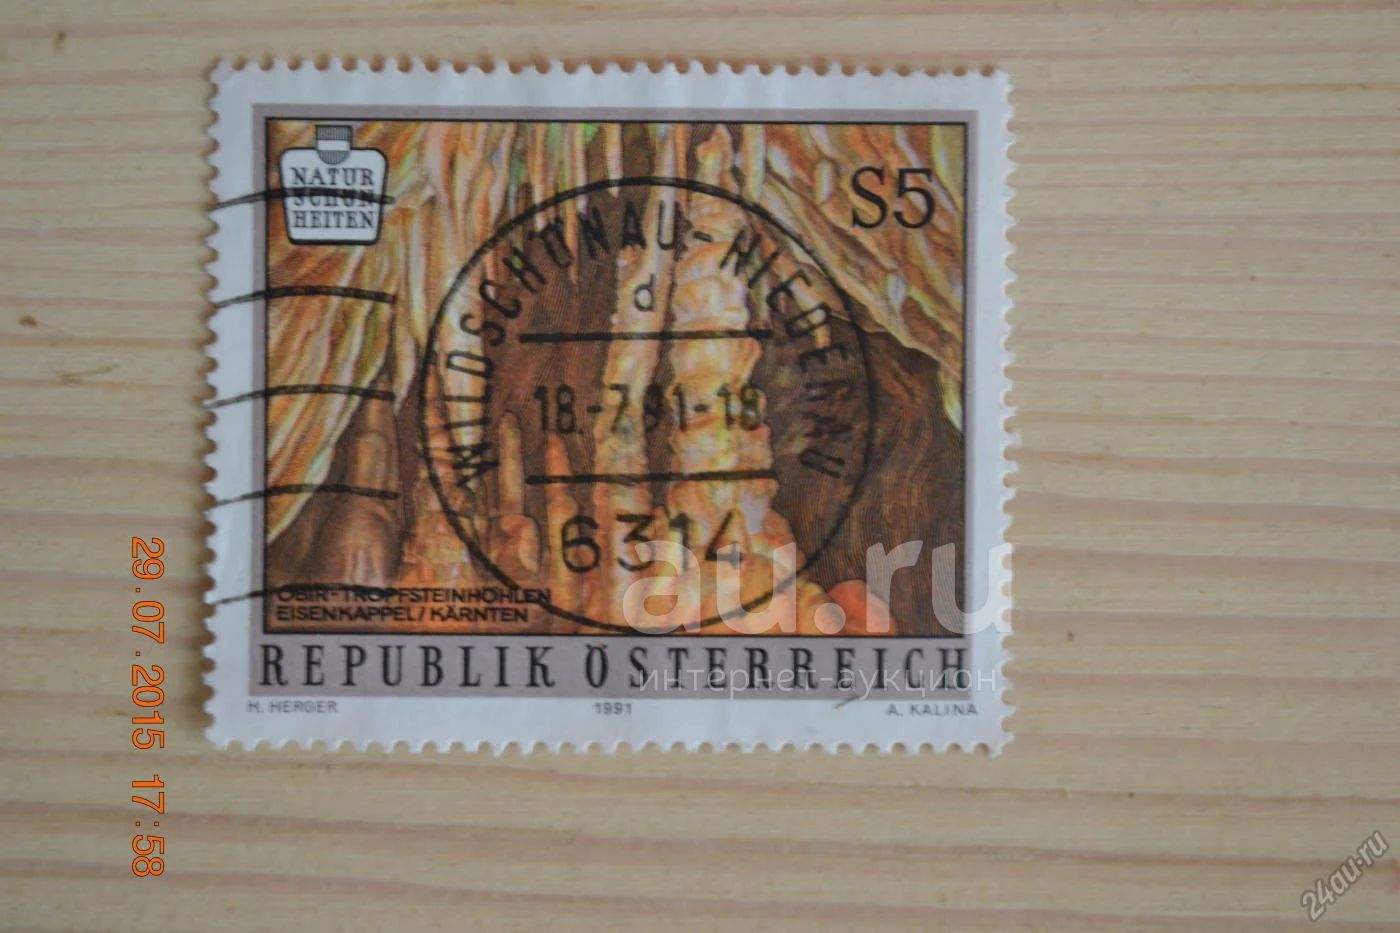 NATUR
SCHÖN
HEITEN
S5
WILDSCHÖNAU-NIEDERAU
d
18.-7.91-18
6314
OBIR-TROPFSTEINHÖHLEN
EISENKAPPEL/KÄRNTEN
REPUBLIK ÖSTERREICH
H. HERGER
1991
A. KALINA
au.ru
интернет-аукцион
29.07.2015 17:58
24au.ru